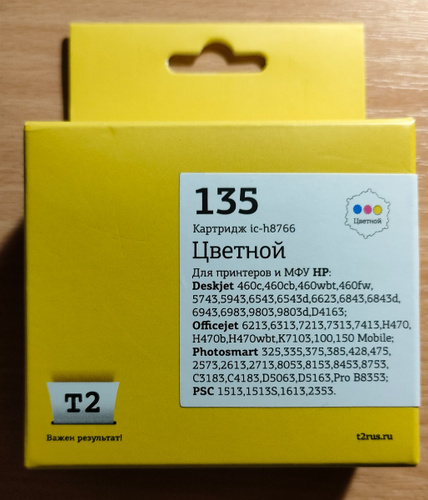 135
Цветной
Картридж ic-h8766
Цветной
Для принтеров и МФУ HP:
Deskjet 460c,460cb,460wbt,460fw,
5743,5943,6543,6543d,6623,6843,6843d,
6943,6983,9803,9803d,D4163;
Officejet 6213,6313,7213,7313,7413,H470,
H470b,H470wbt,K7103,100,150 Mobile;
Photosmart 325,335,375,385,428,475,
2573,2613,2713,8053,8153,8453,8753,
C3183,C4183,D5063,D5163,Pro B8353;
PSC 1513,1513S,1613,2353.
T2
Важен результат!
t2rus.ru